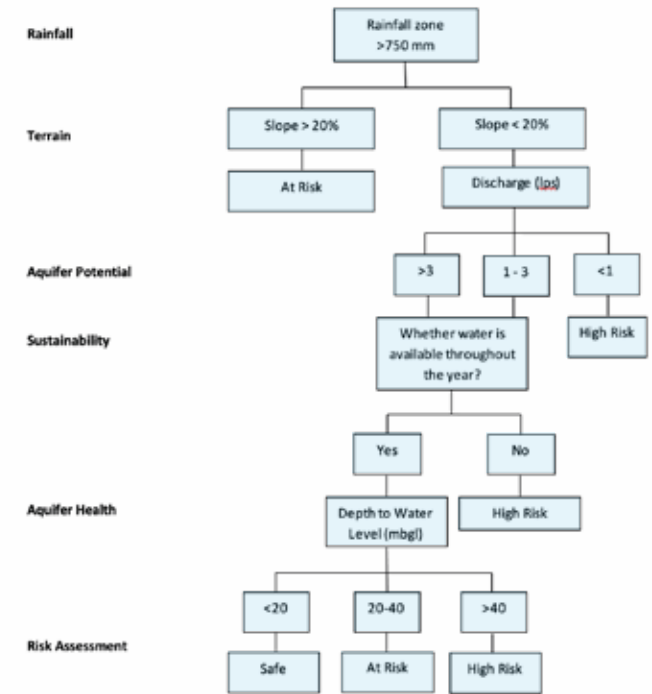 Rainfall
Rainfall zone
>750 mm
Terrain
Slope > 20%
Slope < 20%
At Risk
Discharge (lps)
Aquifer Potential
>3
1 - 3
<1
Sustainability
Whether water is
available throughout
the year?
High Risk
Yes
No
Aquifer Health
Depth to Water
Level (mbgl)
High Risk
<20
20-40
>40
Risk Assessment
Safe
At Risk
High Risk